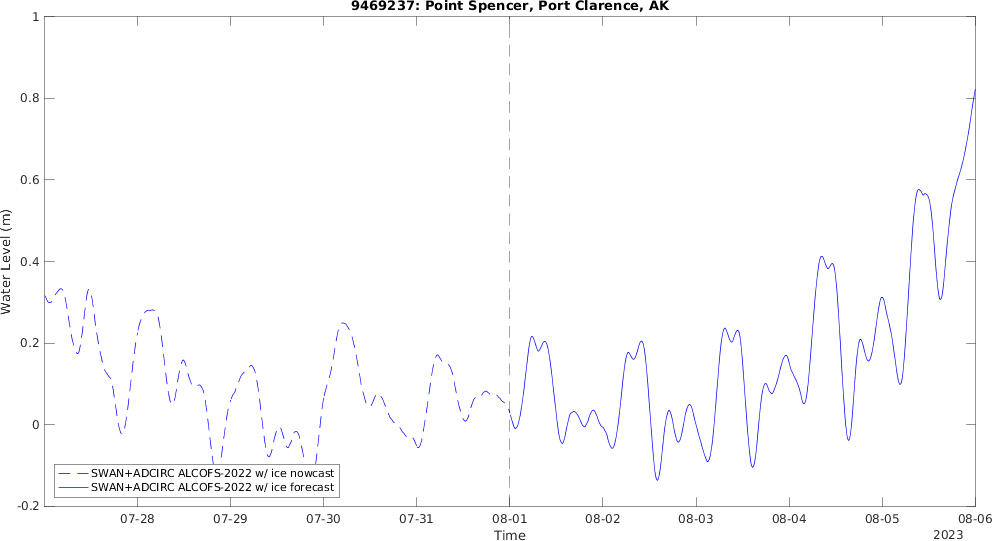 9469237: Point Spencer, Port Clarence, AK
1
0.8
0.6
0.4
0.2
0
-0.2
Water Level (m)
SWAN+ADCIRC ALCOFS-2022 w/ ice nowcast
SWAN+ADCIRC ALCOFS-2022 w/ ice forecast
07-28 07-29 07-30 07-31 08-01 08-02 08-03 08-04 08-05 08-06
Time
2023